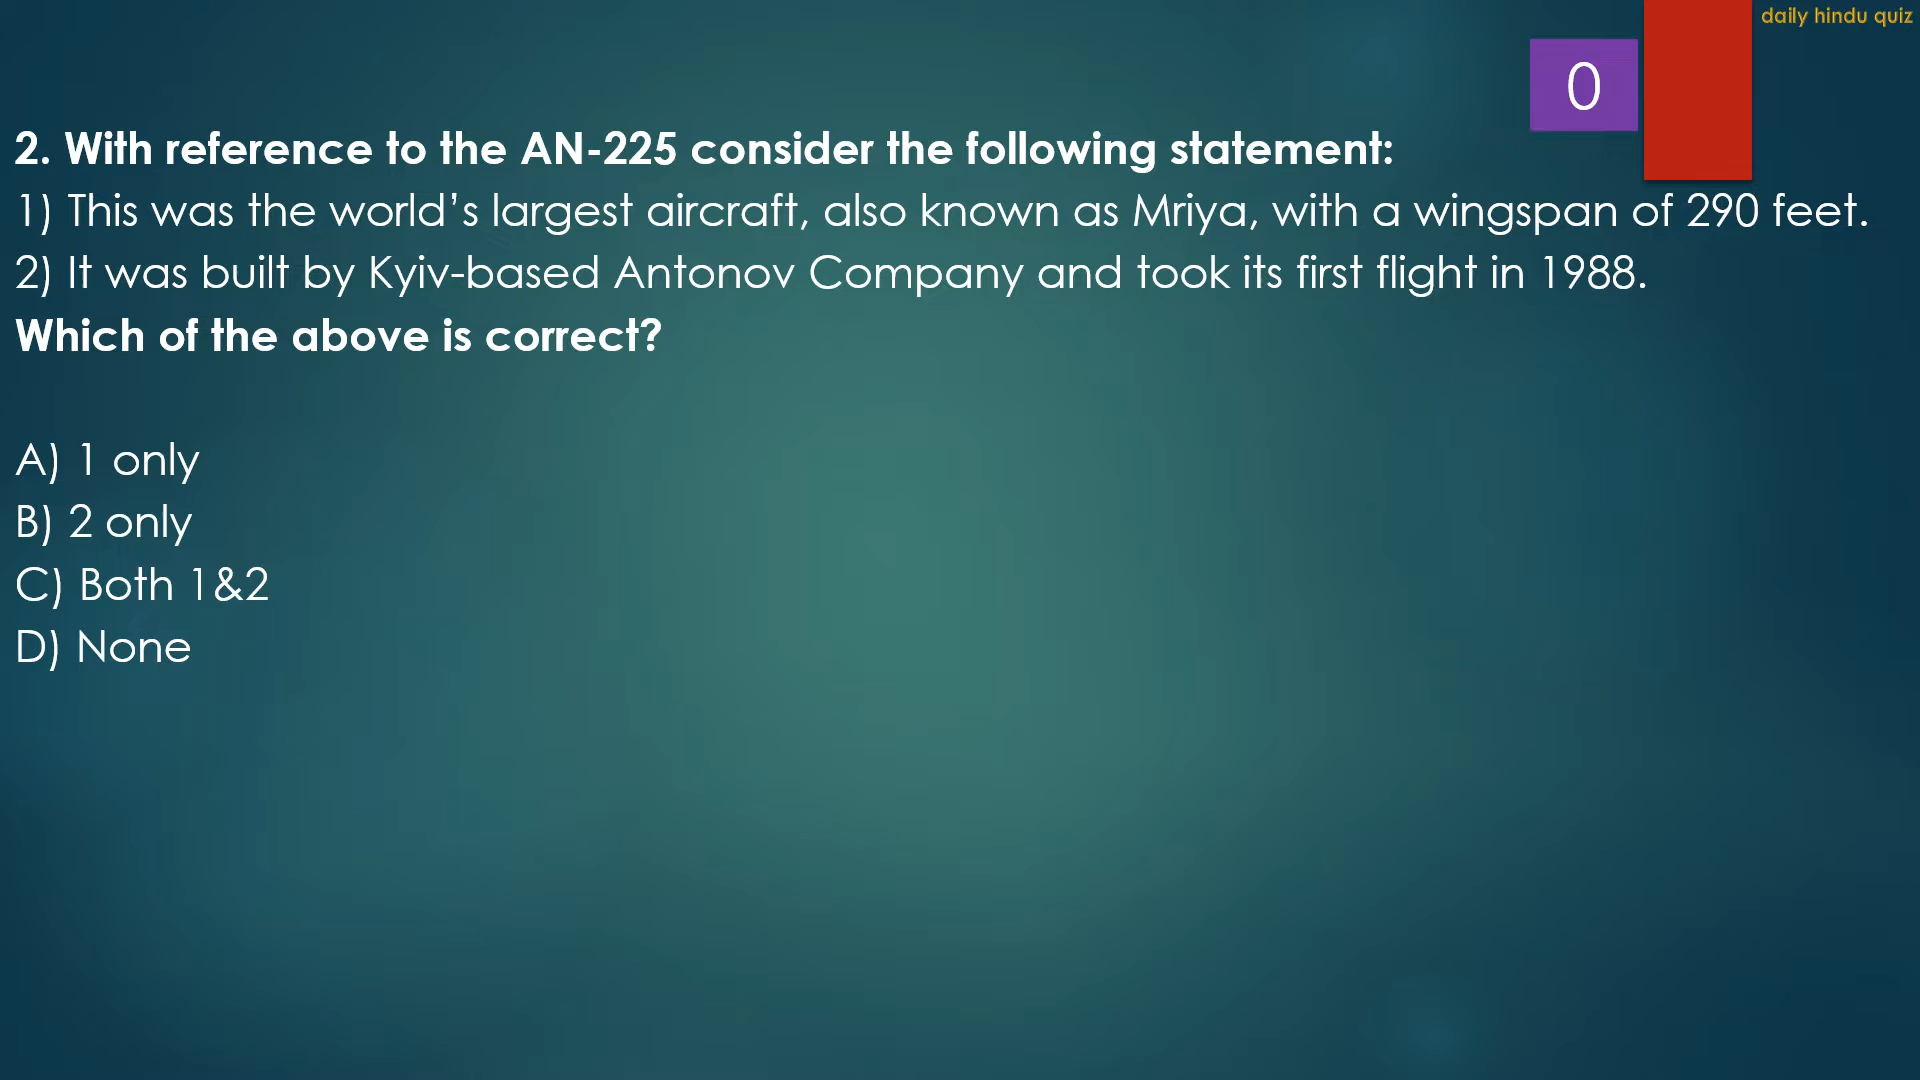 daily hindu quiz
0
2. With reference to the AN-225 consider the following statement:
1) This was the world’s largest aircraft, also known as Mriya, with a wingspan of 290 feet.
2) It was built by Kyiv-based Antonov Company and took its first flight in 1988.
Which of the above is correct?
A) 1 only
B) 2 only
C) Both 1&2
D) None